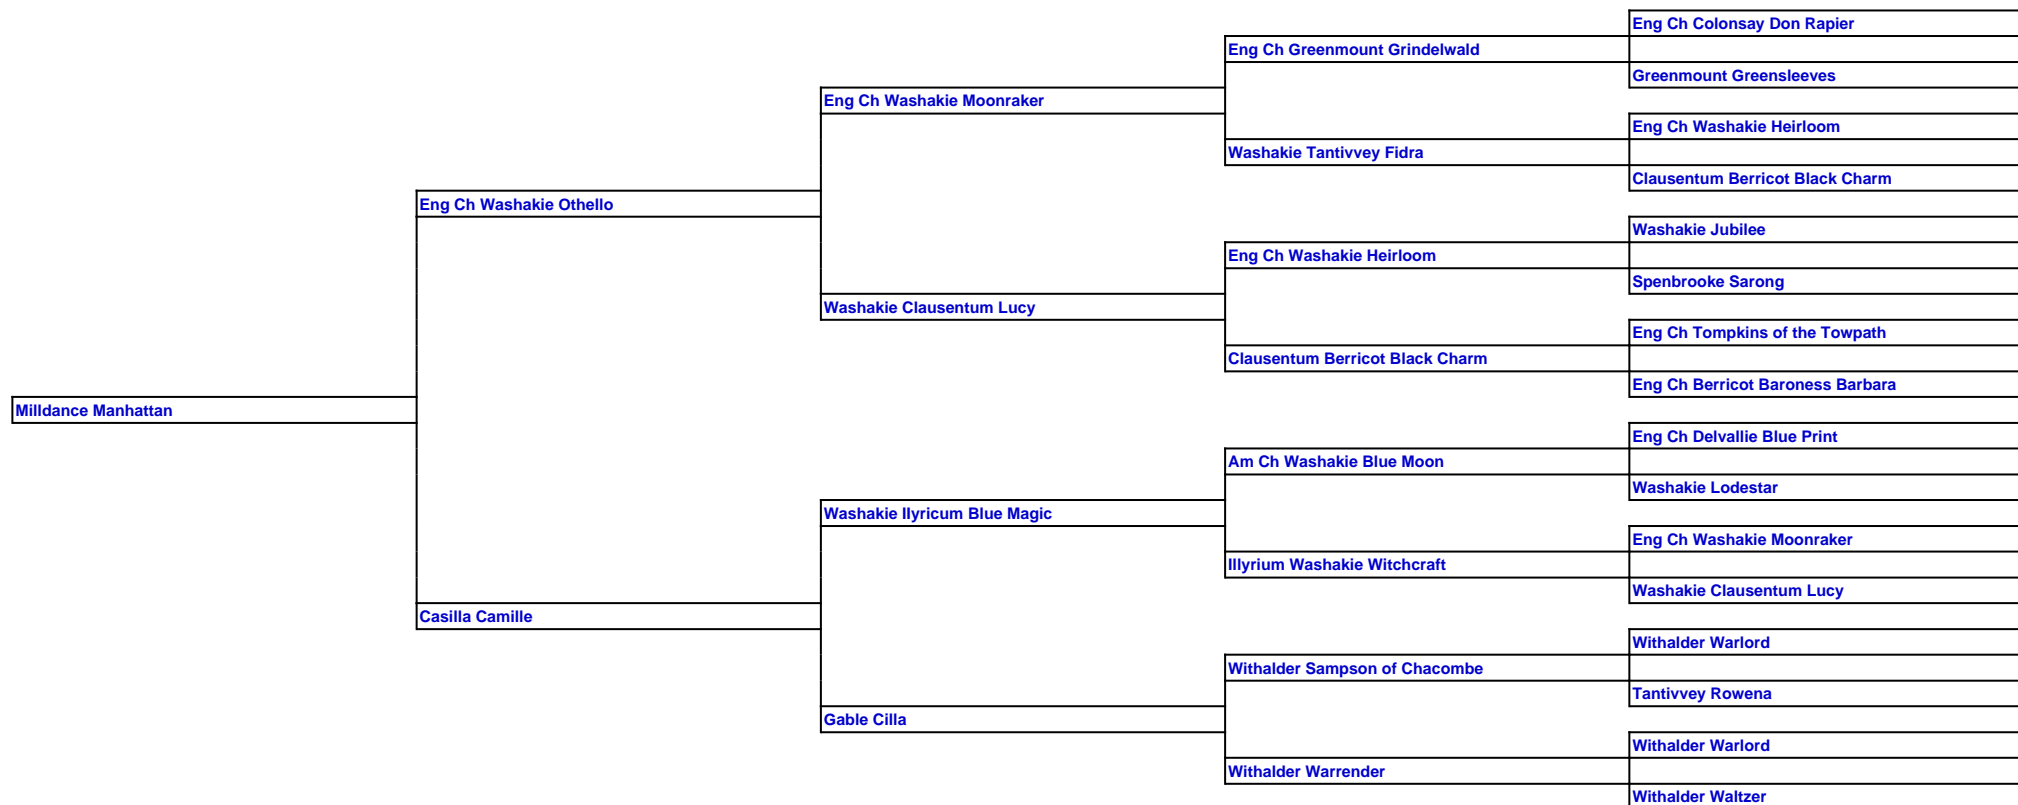 Eng Ch Colonsay Don Rapier
Eng Ch Greenmount Grindelwald
Greenmount Greensleeves
Eng Ch Washakie Moonraker
Eng Ch Washakie Heirloom
Washakie Tantivvey Fidra
Clausentum Berricot Black Charm
Eng Ch Washakie Othello
Washakie Jubilee
Eng Ch Washakie Heirloom
Spenbrooke Sarong
Washakie Clausentum Lucy
Eng Ch Tompkins of the Towpath
Clausentum Berricot Black Charm
Eng Ch Berricot Baroness Barbara
Milldance Manhattan
Eng Ch Delvallie Blue Print
Am Ch Washakie Blue Moon
Washakie Lodestar
Washakie Ilyricum Blue Magic
Eng Ch Washakie Moonraker
Illyrium Washakie Witchcraft
Washakie Clausentum Lucy
Casilla Camille
Withalder Warlord
Withalder Sampson of Chacombe
Tantivvey Rowena
Gable Cilla
Withalder Warlord
Withalder Warrender
Withalder Waltzer